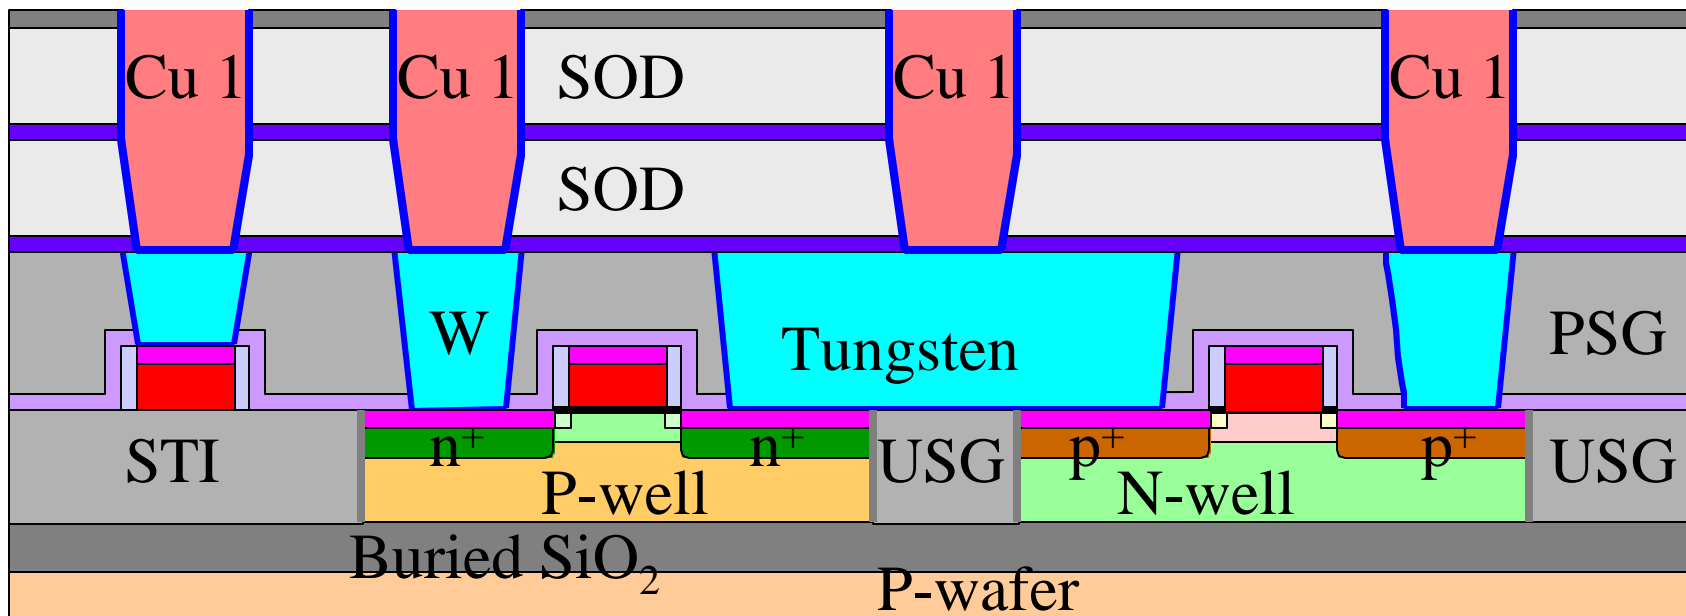 Cu 1 Cu 1 SOD Cu 1 Cu 1
SOD
W Tungsten PSG
STI n⁺ n⁺ USG p⁺ p⁺ USG
P-well N-well
Buried SiO₂
P-wafer